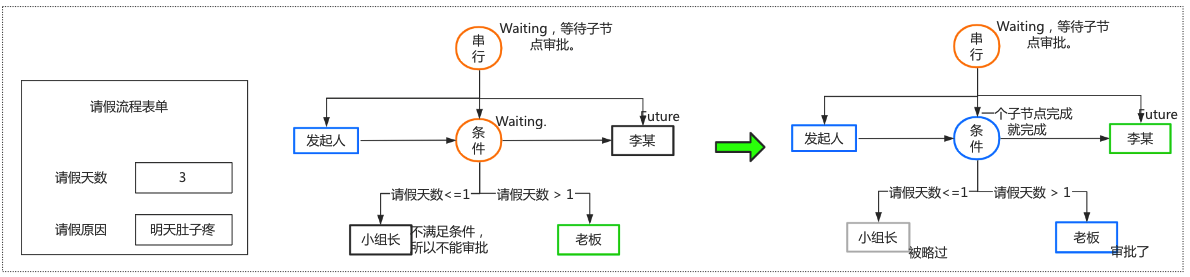 请假流程表单
请假天数
3
请假原因
明天肚子疼
串
行
Waiting，等待子节
点审批。
发起人
条
件
Waiting.
Future
李某
请假天数<=1
请假天数 > 1
小组长
不满足条件，
所以不能审批
老板
串
行
Waiting，等待子节
点审批。
发起人
条
件
一个子节点完成
就完成
Future
李某
请假天数<=1
请假天数 > 1
小组长
被略过
老板
审批了